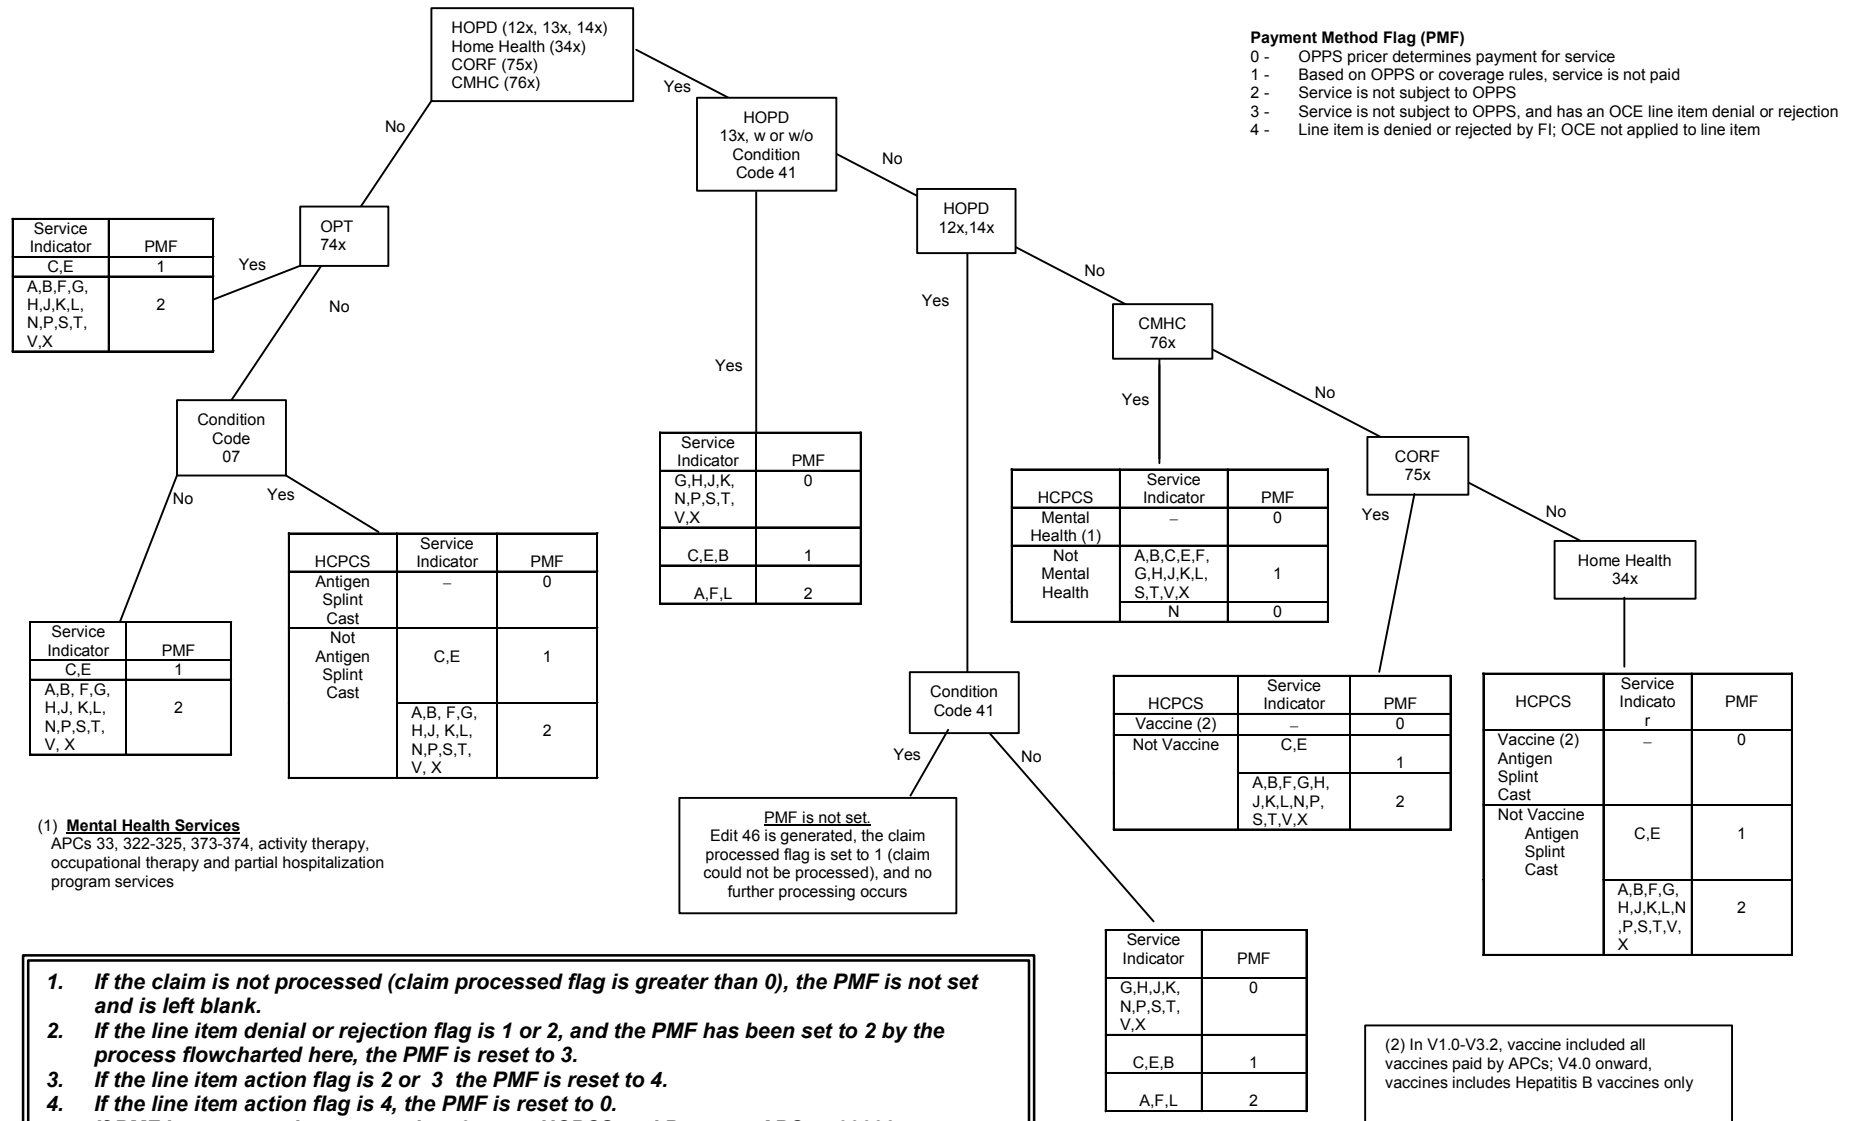 HOPD (12x, 13x, 14x)
Home Health (34x)
CORF (75x)
CMHC (76x)
Payment Method Flag (PMF)
0 - OPPS pricer determines payment for service
1 - Based on OPPS or coverage rules, service is not paid
2 - Service is not subject to OPPS
3 - Service is not subject to OPPS, and has an OCE line item denial or rejection
4 - Line item is denied or rejected by FI; OCE not applied to line item
Yes
No
HOPD
13x, w or w/o
Condition
Code 41
No
HOPD
12x,14x
OPT
74x
Service
Indicator PMF
C,E 1
A,B,F,G,
H,J,K,L, 2
N,P,S,T,
V,X
Yes
No
No
Yes
CMHC
76x
Yes
No
Yes
Condition
Code
07
No
Yes
Service
Indicator PMF
G,H,J,K, 0
N,P,S,T,
V,X
C,E,B 1
A,F,L 2
Service
HCPCS Indicator PMF
Mental – 0
Health (1)
Not A,B,C,E,F,
Mental G,H,J,K,L, 1
Health S,T,V,X
N 0
CORF
75x
Yes
No
Home Health
34x
Service
HCPCS Indicator PMF
Antigen – 0
Splint
Cast
Not
Antigen C,E 1
Splint
Cast
A,B, F,G,
H,J, K,L, 2
N,P,S,T,
V, X
Service
Indicator PMF
C,E 1
A,B, F,G,
H,J, K,L, 2
N,P,S,T,
V, X
Condition
Code 41
Yes
No
Service
HCPCS Indicator PMF
Vaccine (2) – 0
Not Vaccine C,E
1
A,B,F,G,H,
J,K,L,N,P, 2
S,T,V,X
Service
HCPCS Indicato PMF
r
Vaccine (2) – 0
Antigen
Splint
Cast
Not Vaccine
Antigen C,E 1
Splint
Cast
A,B,F,G,
H,J,K,L,N 2
,P,S,T,V,
X
PMF is not set.
Edit 46 is generated, the claim
processed flag is set to 1 (claim
could not be processed), and no
further processing occurs
(1) Mental Health Services
APCs 33, 322-325, 373-374, activity therapy,
occupational therapy and partial hospitalization
program services
Service
Indicator PMF
G,H,J,K, 0
N,P,S,T,
V,X
C,E,B 1
A,F,L 2
1. If the claim is not processed (claim processed flag is greater than 0), the PMF is not set
and is left blank.
2. If the line item denial or rejection flag is 1 or 2, and the PMF has been set to 2 by the
process flowcharted here, the PMF is reset to 3.
3. If the line item action flag is 2 or 3 the PMF is reset to 4.
4. If the line item action flag is 4, the PMF is reset to 0.
(2) In V1.0-V3.2, vaccine included all
vaccines paid by APCs; V4.0 onward,
vaccines includes Hepatitis B vaccines only